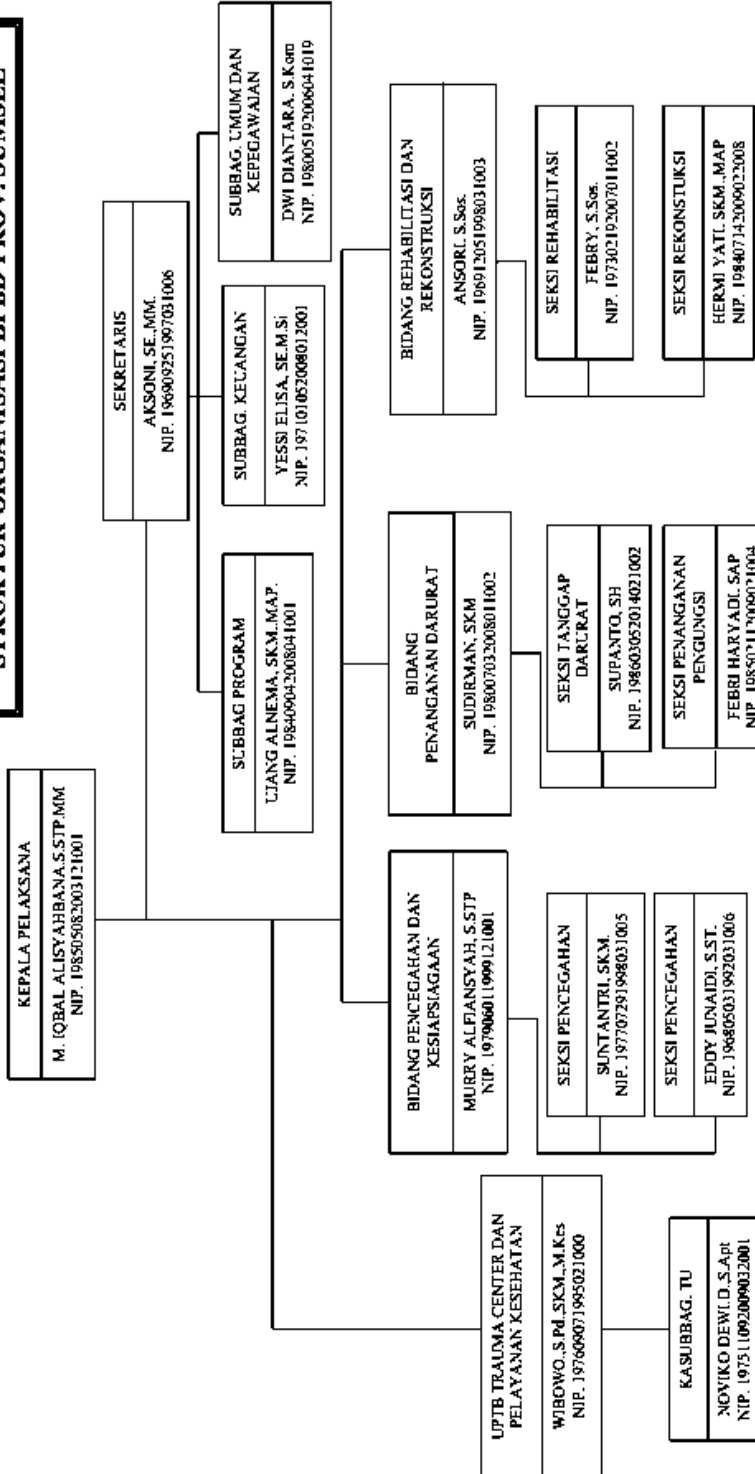 STRUKTUR ORGANISASI BPBD PROV. SUMSEL
KEPALA PELAKSANA
M. IQBAL ALISYAHBANA.S.STP.MM
NIP. 198505082003121001
SEKRETARIS
AKSONI, SE.,MM.
NIP. 196909251997031006
SUBBAG PROGRAM
UJANG ALNEMA, SKM.,MAP.
NIP. 198409042008041001
SUBBAG. KEUANGAN
YESSI ELISA, SE.M.Si
NIP. 197101052008012001
SUBBAG. UMUM DAN
KEPEGAWAIAN
DWI DIANTARA, S.Kom
NIP. 198005192006041019
UPTB TRAUMA CENTER DAN
PELAYANAN KESEHATAN
WIBOWO.,S.Pd.,SKM.,M.Kes
NIP. 197609071995021000
KASUBBAG. TU
NOVIKO DEWI.D.,S.Apt
NIP. 197511092009032001
BIDANG PENCEGAHAN DAN
KESIAPSIAGAAN
MURRY ALFIANSYAH, S.STP
NIP. 197906011999121001
SEKSI PENCEGAHAN
SUNTANTRI, SKM.
NIP. 197707291998031005
SEKSI PENCEGAHAN
EDDY JUNAIDI, S.ST.
NIP. 196805031992031006
BIDANG
PENANGANAN DARURAT
SUDIRMAN, SKM
NIP. 198007032008011002
SEKSI TANGGAP
DARURAT
SUPANTO, SH
NIP. 198603052014021002
SEKSI PENANGANAN
PENGUNGSI
FEBRI HARYADI, SAP
NIP. 198502112009021004
BIDANG REHABILITASI DAN
REKONSTRUKSI
ANSORI, S.Sos.
NIP. 196912051998031003
SEKSI REHABILITASI
FEBRY, S.Sos.
NIP. 197302192007011002
SEKSI REKONSTUKSI
HERMI YATI, SKM.,MAP
NIP. 198407142009022008